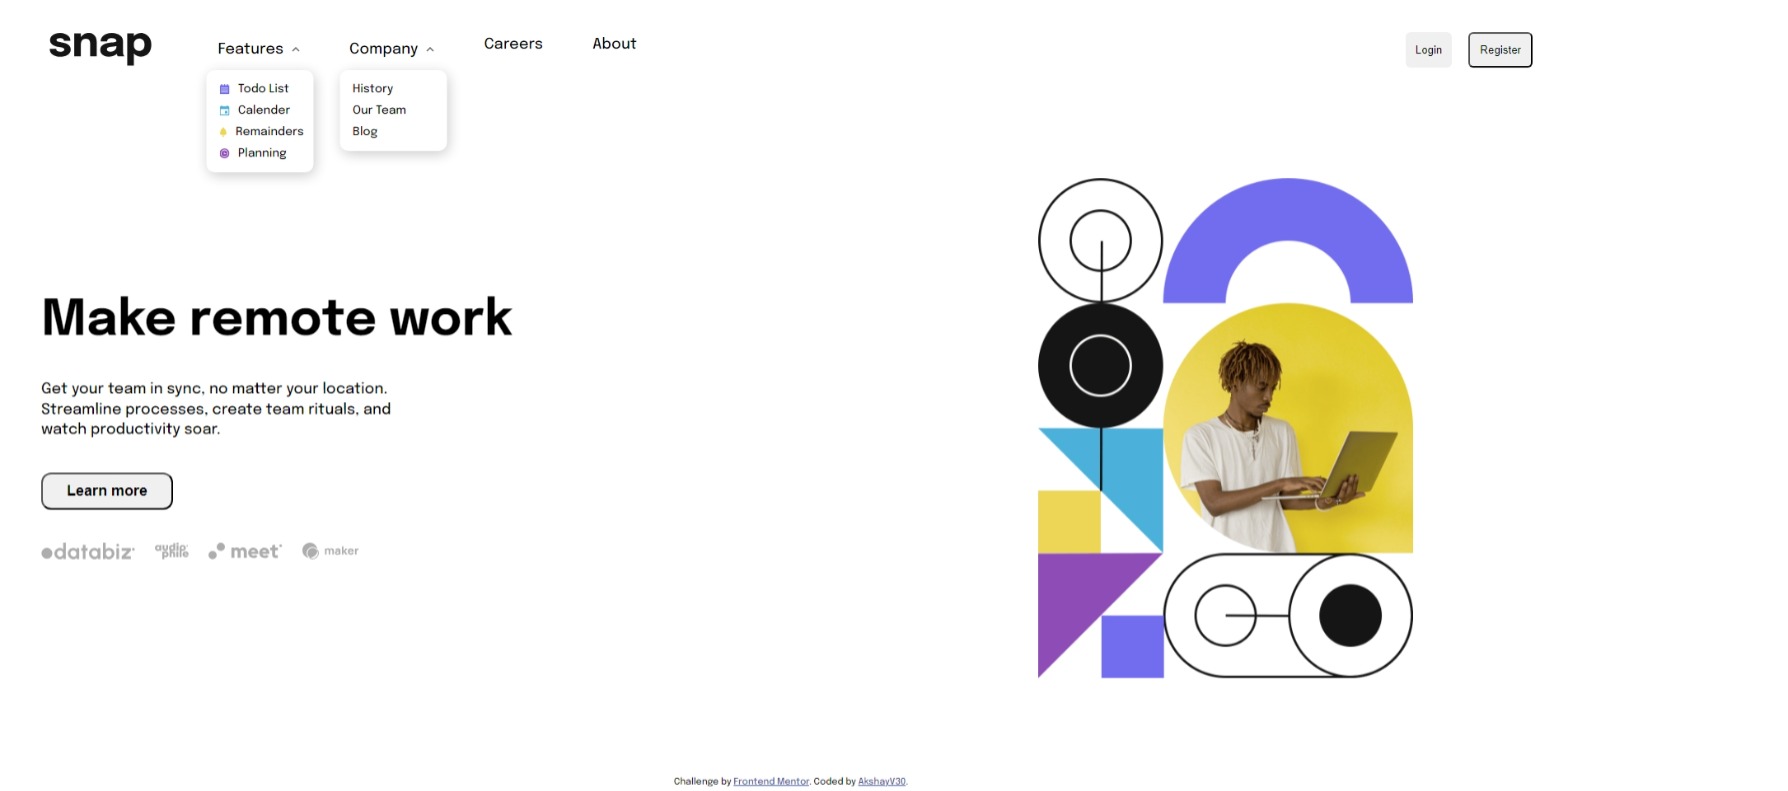 snap
Features
Company
Careers
About
Login
Register
Todo List
Calender
Remainders
Planning
History
Our Team
Blog
Make remote work
Get your team in sync, no matter your location.
Streamline processes, create team rituals, and
watch productivity soar.
Learn more
databiz
audio
phile
meet
maker
Challenge by Frontend Mentor. Coded by AkshayV30.